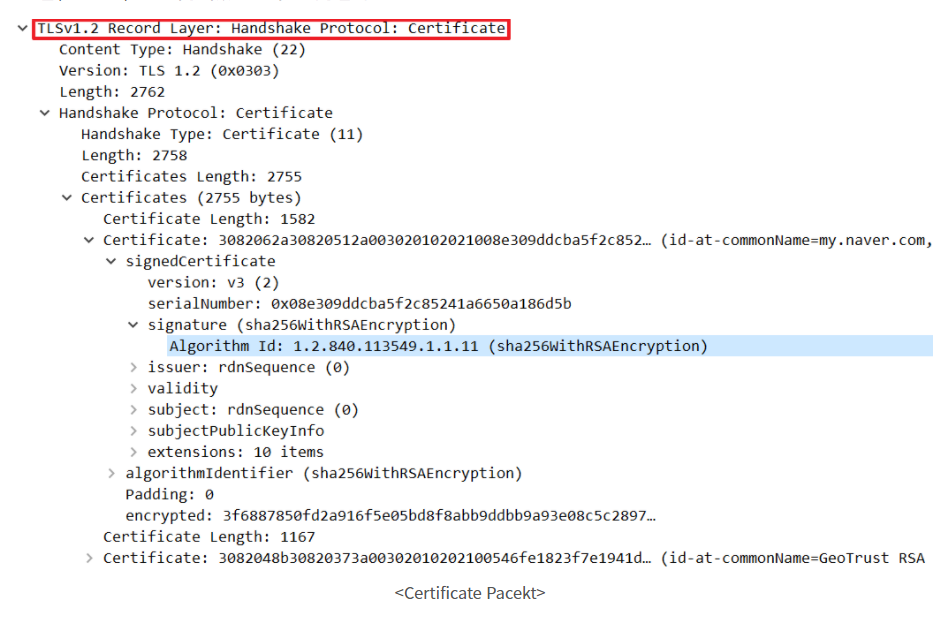 TLSv1.2 Record Layer: Handshake Protocol: Certificate
Content Type: Handshake (22)
Version: TLS 1.2 (0x0303)
Length: 2762
Handshake Protocol: Certificate
Handshake Type: Certificate (11)
Length: 2758
Certificates Length: 2755
Certificates (2755 bytes)
Certificate Length: 1582
Certificate: 3082062a30820512a003020102021008e309ddcba5f2c852… (id-at-commonName=my.naver.com,
signedCertificate
version: v3 (2)
serialNumber: 0x08e309ddcba5f2c85241a6650a186d5b
signature (sha256WithRSAEncryption)
Algorithm Id: 1.2.840.113549.1.1.11 (sha256WithRSAEncryption)
issuer: rdnSequence (0)
validity
subject: rdnSequence (0)
subjectPublicKeyInfo
extensions: 10 items
algorithmIdentifier (sha256WithRSAEncryption)
Padding: 0
encrypted: 3f6887850fd2a916f5e05bd8f8abb9ddbb9a93e08c5c2897…
Certificate Length: 1167
Certificate: 3082048b30820373a00302010202100546fe1823f7e1941d… (id-at-commonName=GeoTrust RSA
<Certificate Pacekt>